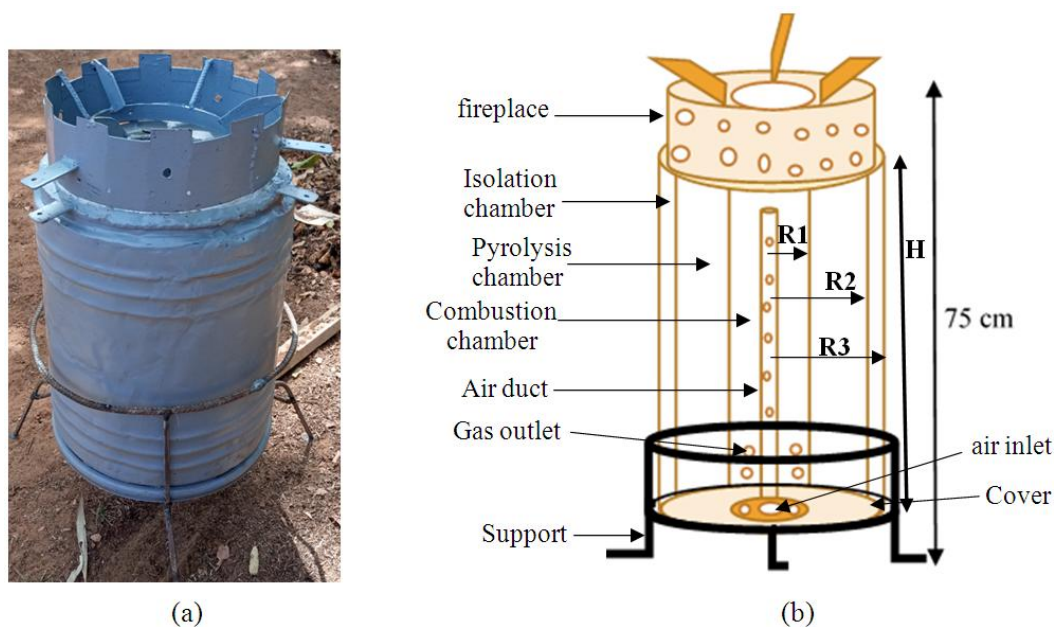 fireplace
Isolation
chamber
R1
H
Pyrolysis
chamber
R2
Combustion
chamber
75 cm
R3
Air duct
Gas outlet
air inlet
Cover
Support
(a)
(b)